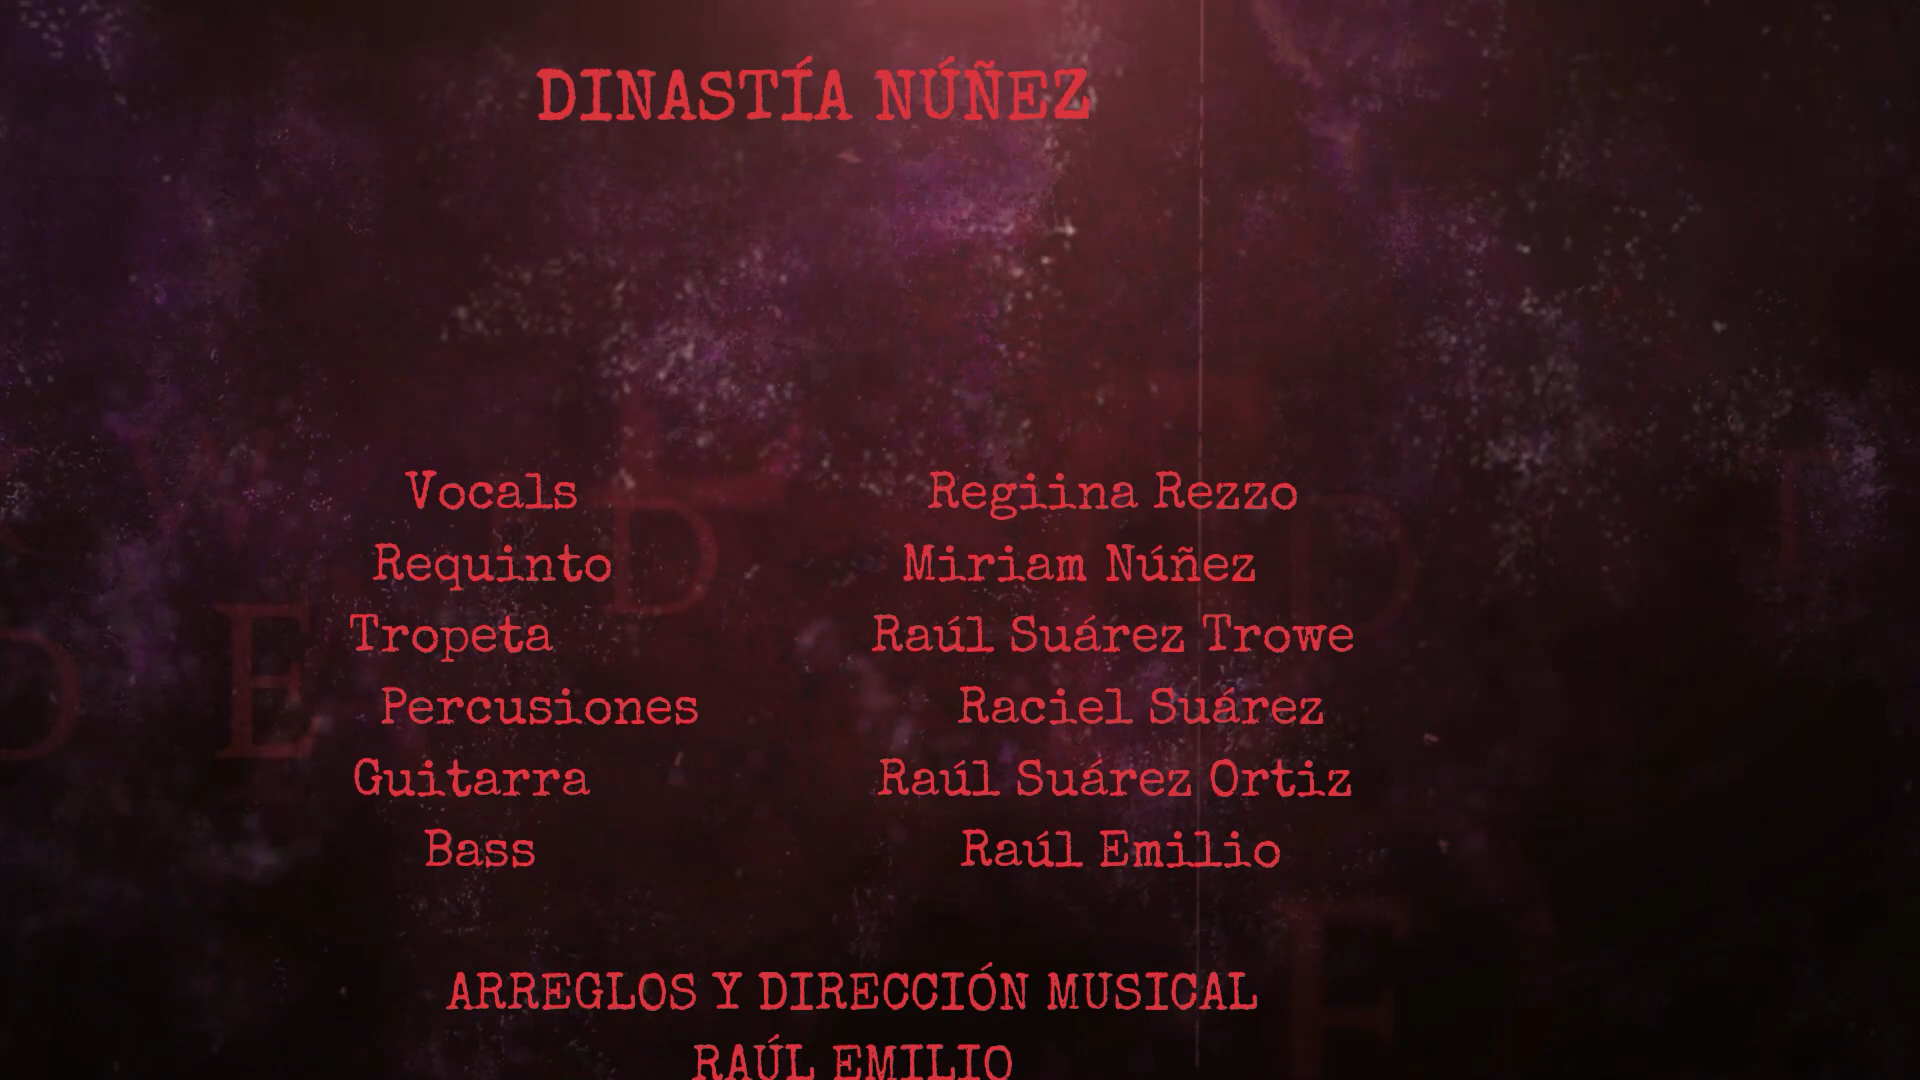 DINASTÍA NÚÑEZ
Vocals Regiina Rezzo
Requinto Miriam Núñez
Tropeta Raúl Suárez Trowe
Percusiones Raciel Suárez
Guitarra Raúl Suárez Ortiz
Bass Raúl Emilio
ARREGLOS Y DIRECCIÓN MUSICAL
RAÚL EMILIO